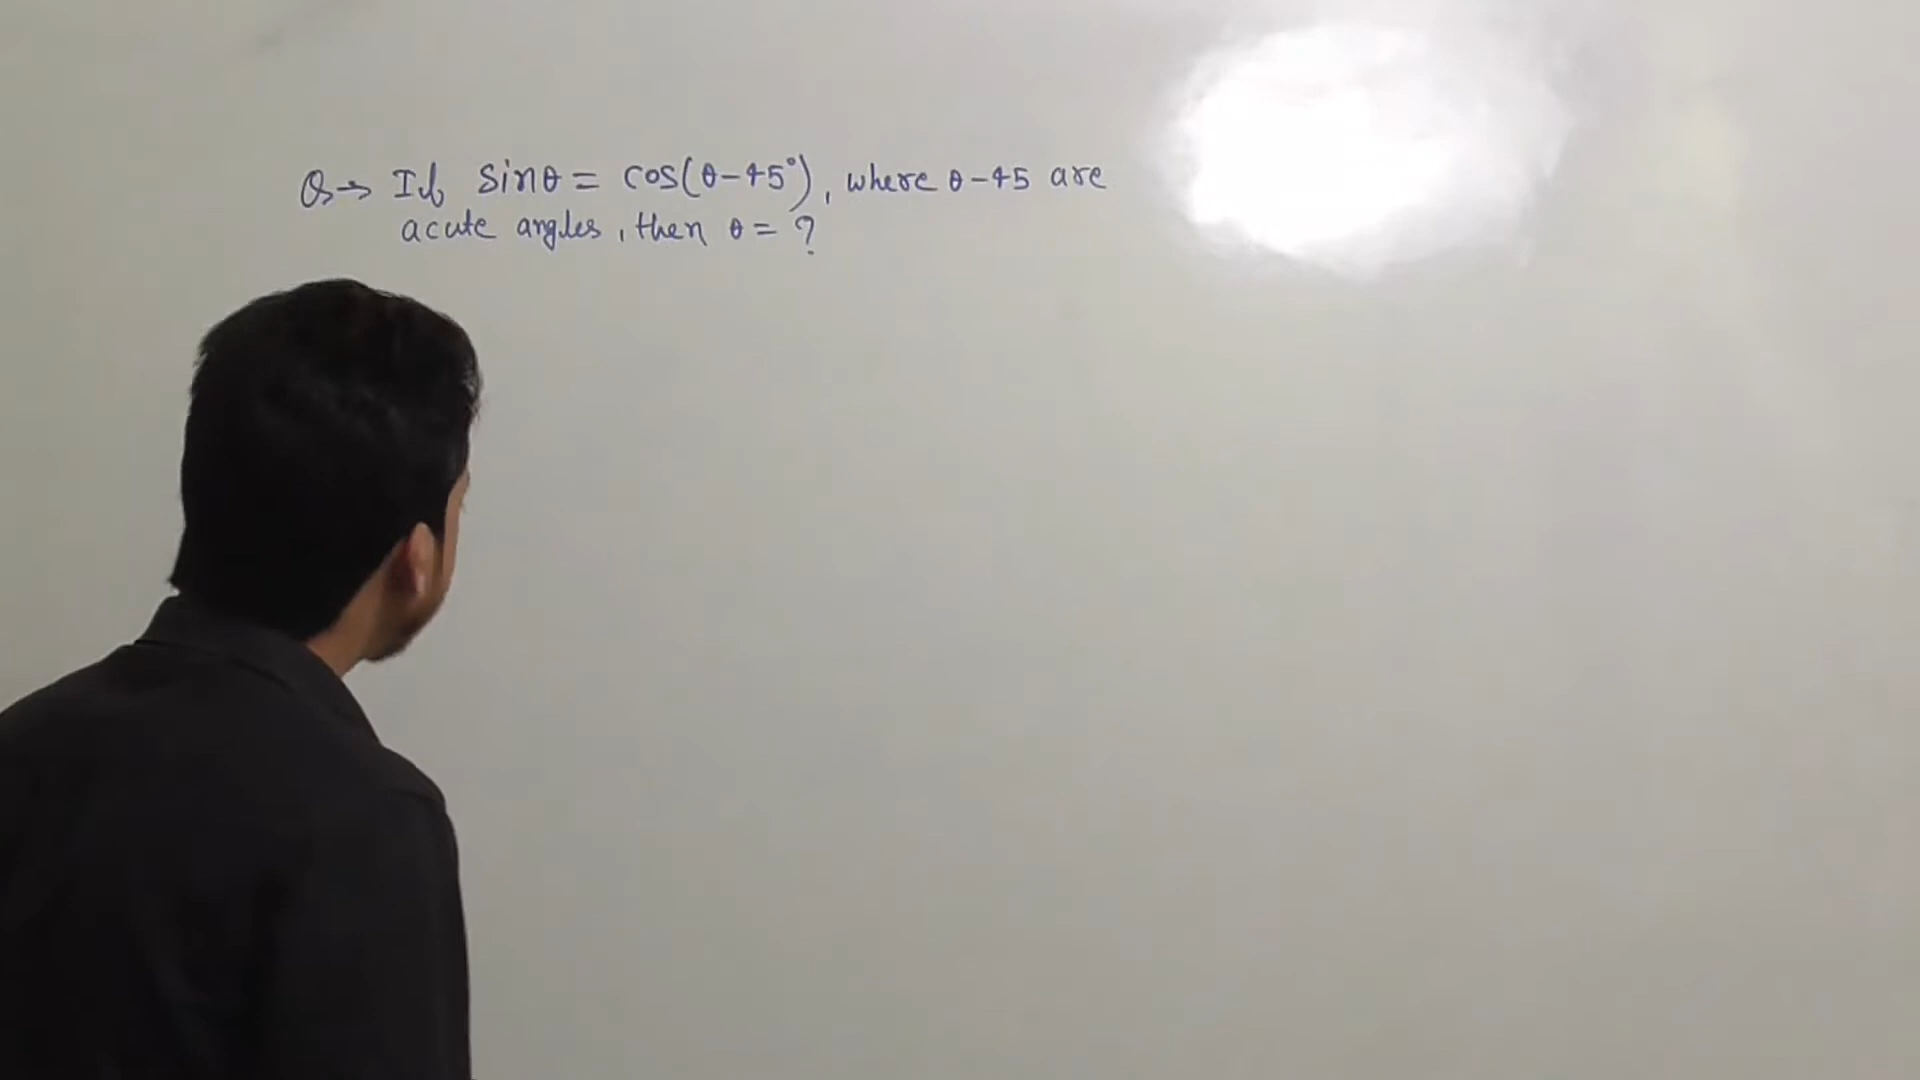 Q→ If sinθ = cos(θ-45°), where θ-45 are
acute angles, then θ = ?